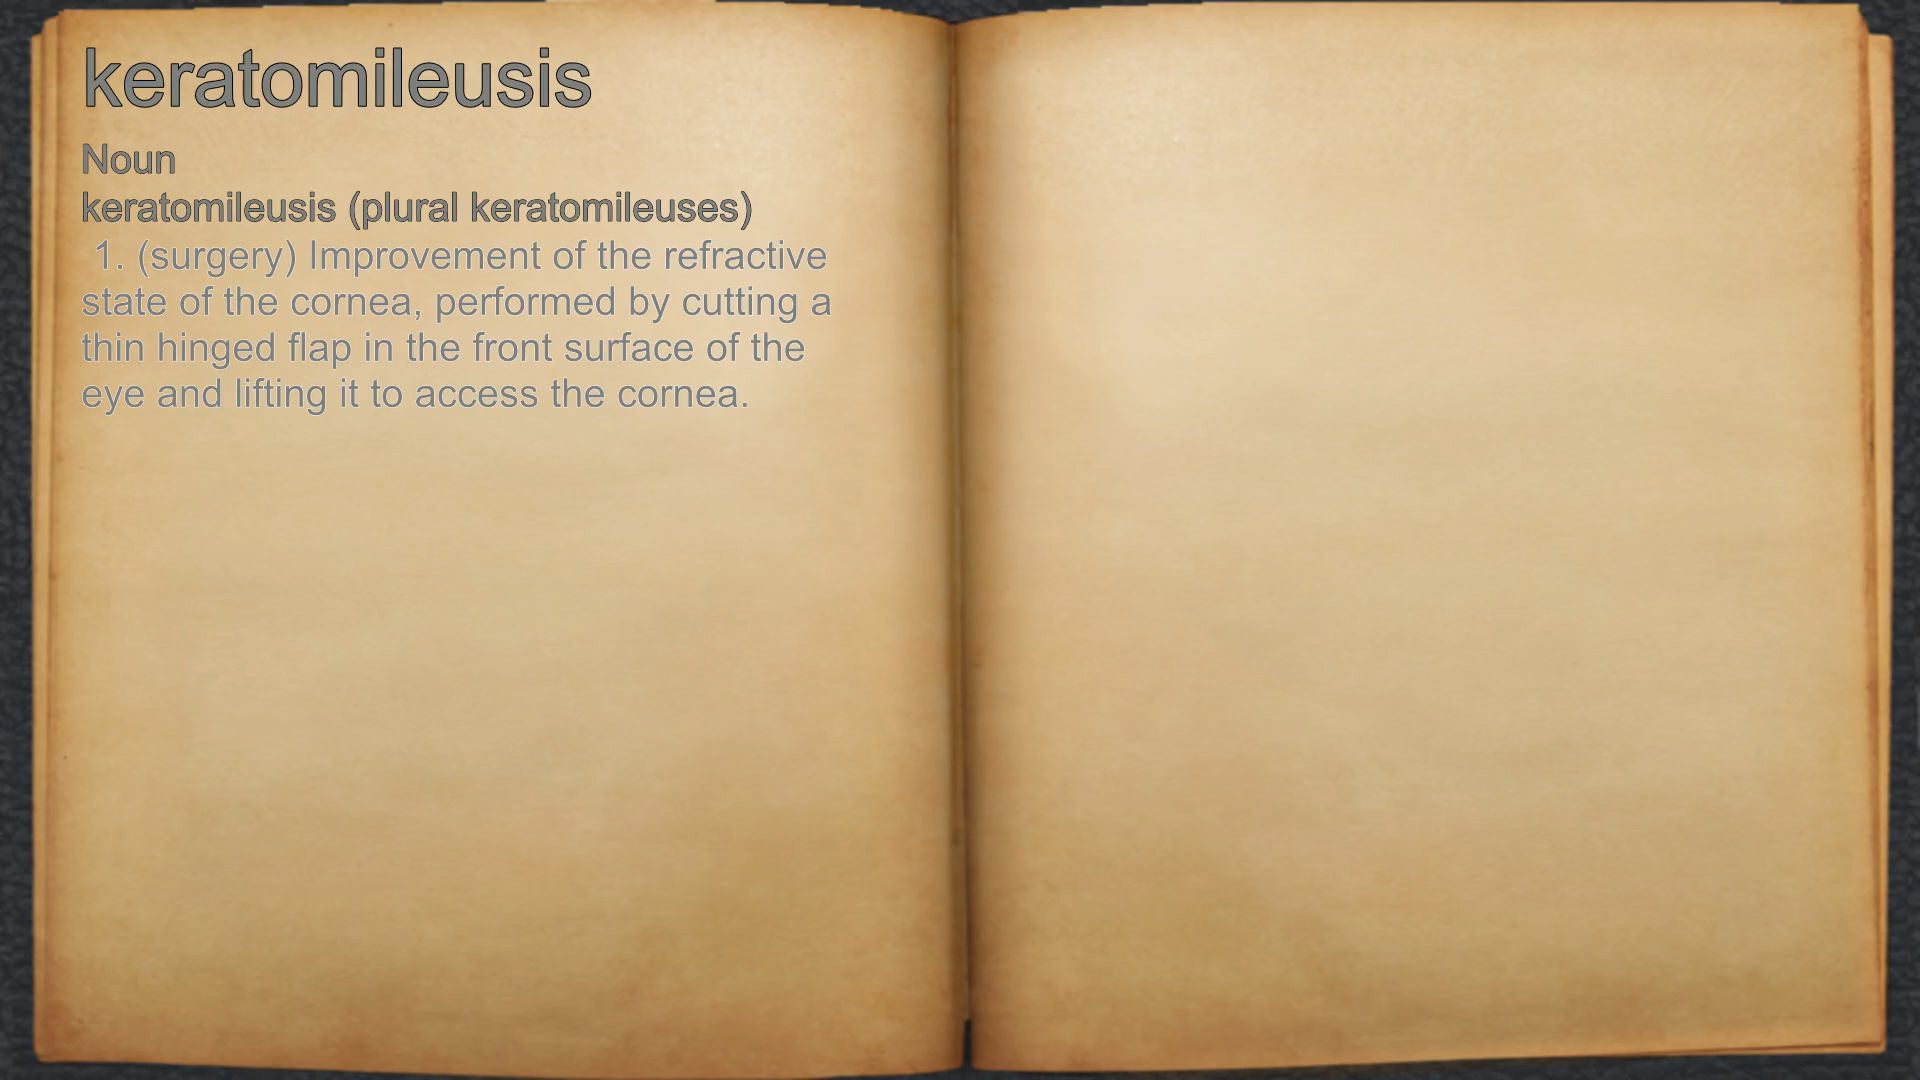 keratomileusis
Noun
keratomileusis (plural keratomileuses)
1. (surgery) Improvement of the refractive
state of the cornea, performed by cutting a
thin hinged flap in the front surface of the
eye and lifting it to access the cornea.